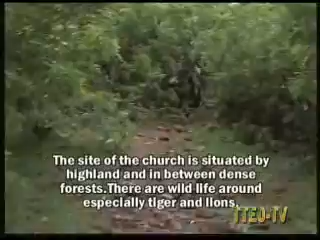 The site of the church is situated by
highland and in between dense
forests.There are wild life around
especially tiger and lions.
TTEO-TV